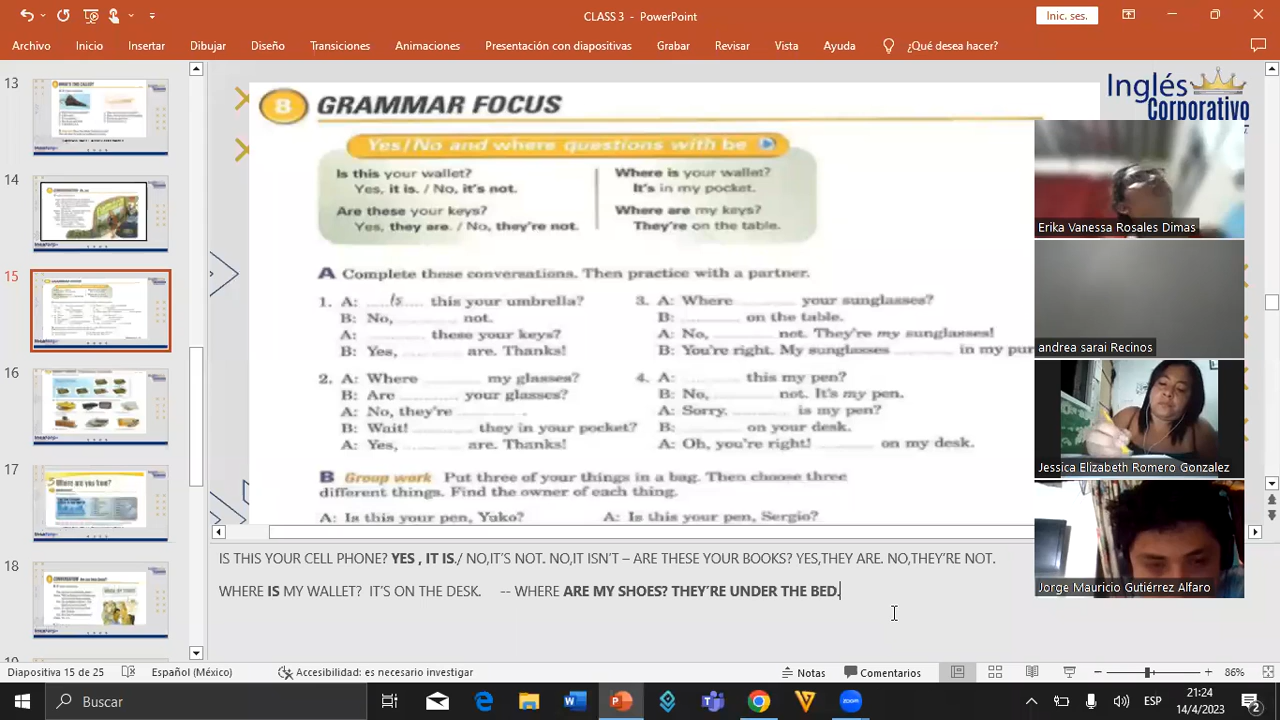 CLASS 3 - PowerPoint
Inic. ses.
Archivo Inicio Insertar Dibujar Diseño Transiciones Animaciones Presentación con diapositivas Grabar Revisar Vista Ayuda ¿Qué desea hacer?
13
14
15
16
17
18
Inglés
Corporativo
B GRAMMAR FOCUS
Yes/No and where questions with be
Is this your wallet?
Yes, it is. / No, it's not.
Are these your keys?
Yes, they are. / No, they're not.
Where is your wallet?
It's in my pocket.
Where are my keys?
They're on the table.
A Complete these conversations. Then practice with a partner.
1. A: ....Is.... this your umbrella?
B: No, ............ not.
A: ............ these your keys?
B: Yes, ............ are. Thanks!
2. A: Where ............ my glasses?
B: Are ............ your glasses?
A: No, they're ............ .
B: Wait! ............ they in your pocket?
A: Yes, ............ are. Thanks!
3. A: Where ............ your sunglasses?
B: ............ on the table.
A: No, ............ not. They're my sunglasses!
B: You're right. My sunglasses ............ in my pur
4. A: ............ this my pen?
B: No, ............ not. It's my pen.
A: Sorry. ............ is my pen?
B: ............ on your desk.
A: Oh, you're right! ............ on my desk.
B Group work Put three of your things in a bag. Then choose three
different things. Find the owner of each thing.
A: Is this your pen, Yuko? A: Is this your pen, Sergio?
Erika Vanessa Rosales Dimas
andrea sarai Recinos
Jessica Elizabeth Romero Gonzalez
Jorge Mauricio Gutiérrez Alfaro
IS THIS YOUR CELL PHONE? YES , IT IS./ NO,IT'S NOT. NO,IT ISN'T – ARE THESE YOUR BOOKS? YES,THEY ARE. NO,THEY'RE NOT.
WHERE IS MY WALLET? IT'S ON THE DESK. -- WHERE ARE MY SHOES? THEY'RE UNDER THE BED.
Diapositiva 15 de 25 Español (México) Accesibilidad: es necesario investigar Notas Comentarios 86%
Buscar
ESP
21:24
14/4/2023
2